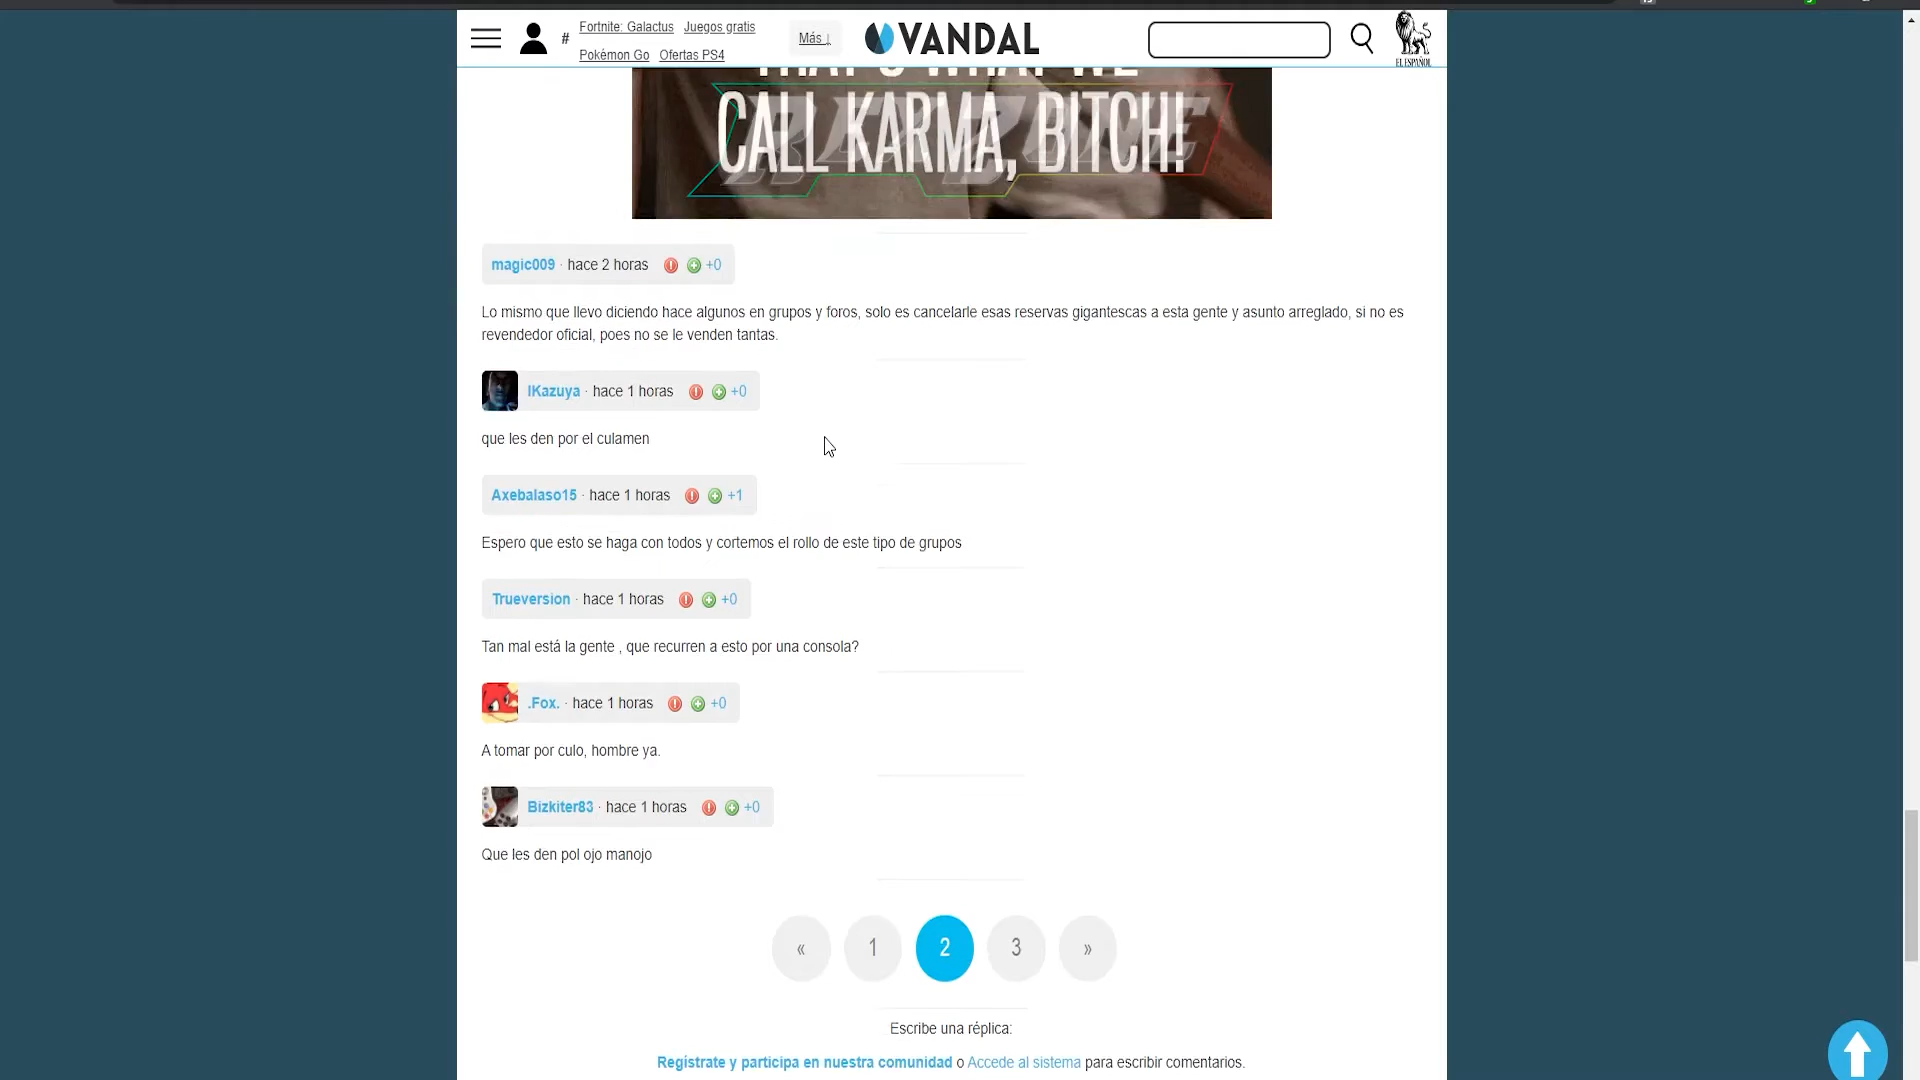 # Fortnite: Galactus Juegos gratis
Pokémon Go Ofertas PS4
Más ↓
VANDAL
EL ESPAÑOL
THAT'S WHAT WE
CALL KARMA, BITCH!
magic009 · hace 2 horas +0
Lo mismo que llevo diciendo hace algunos en grupos y foros, solo es cancelarle esas reservas gigantescas a esta gente y asunto arreglado, si no es
revendedor oficial, poes no se le venden tantas.
IKazuya · hace 1 horas +0
que les den por el culamen
Axebalaso15 · hace 1 horas +1
Espero que esto se haga con todos y cortemos el rollo de este tipo de grupos
Trueversion · hace 1 horas +0
Tan mal está la gente , que recurren a esto por una consola?
.Fox. · hace 1 horas +0
A tomar por culo, hombre ya.
Bizkiter83 · hace 1 horas +0
Que les den pol ojo manojo
« 1 2 3 »
Escribe una réplica:
Regístrate y participa en nuestra comunidad o Accede al sistema para escribir comentarios.